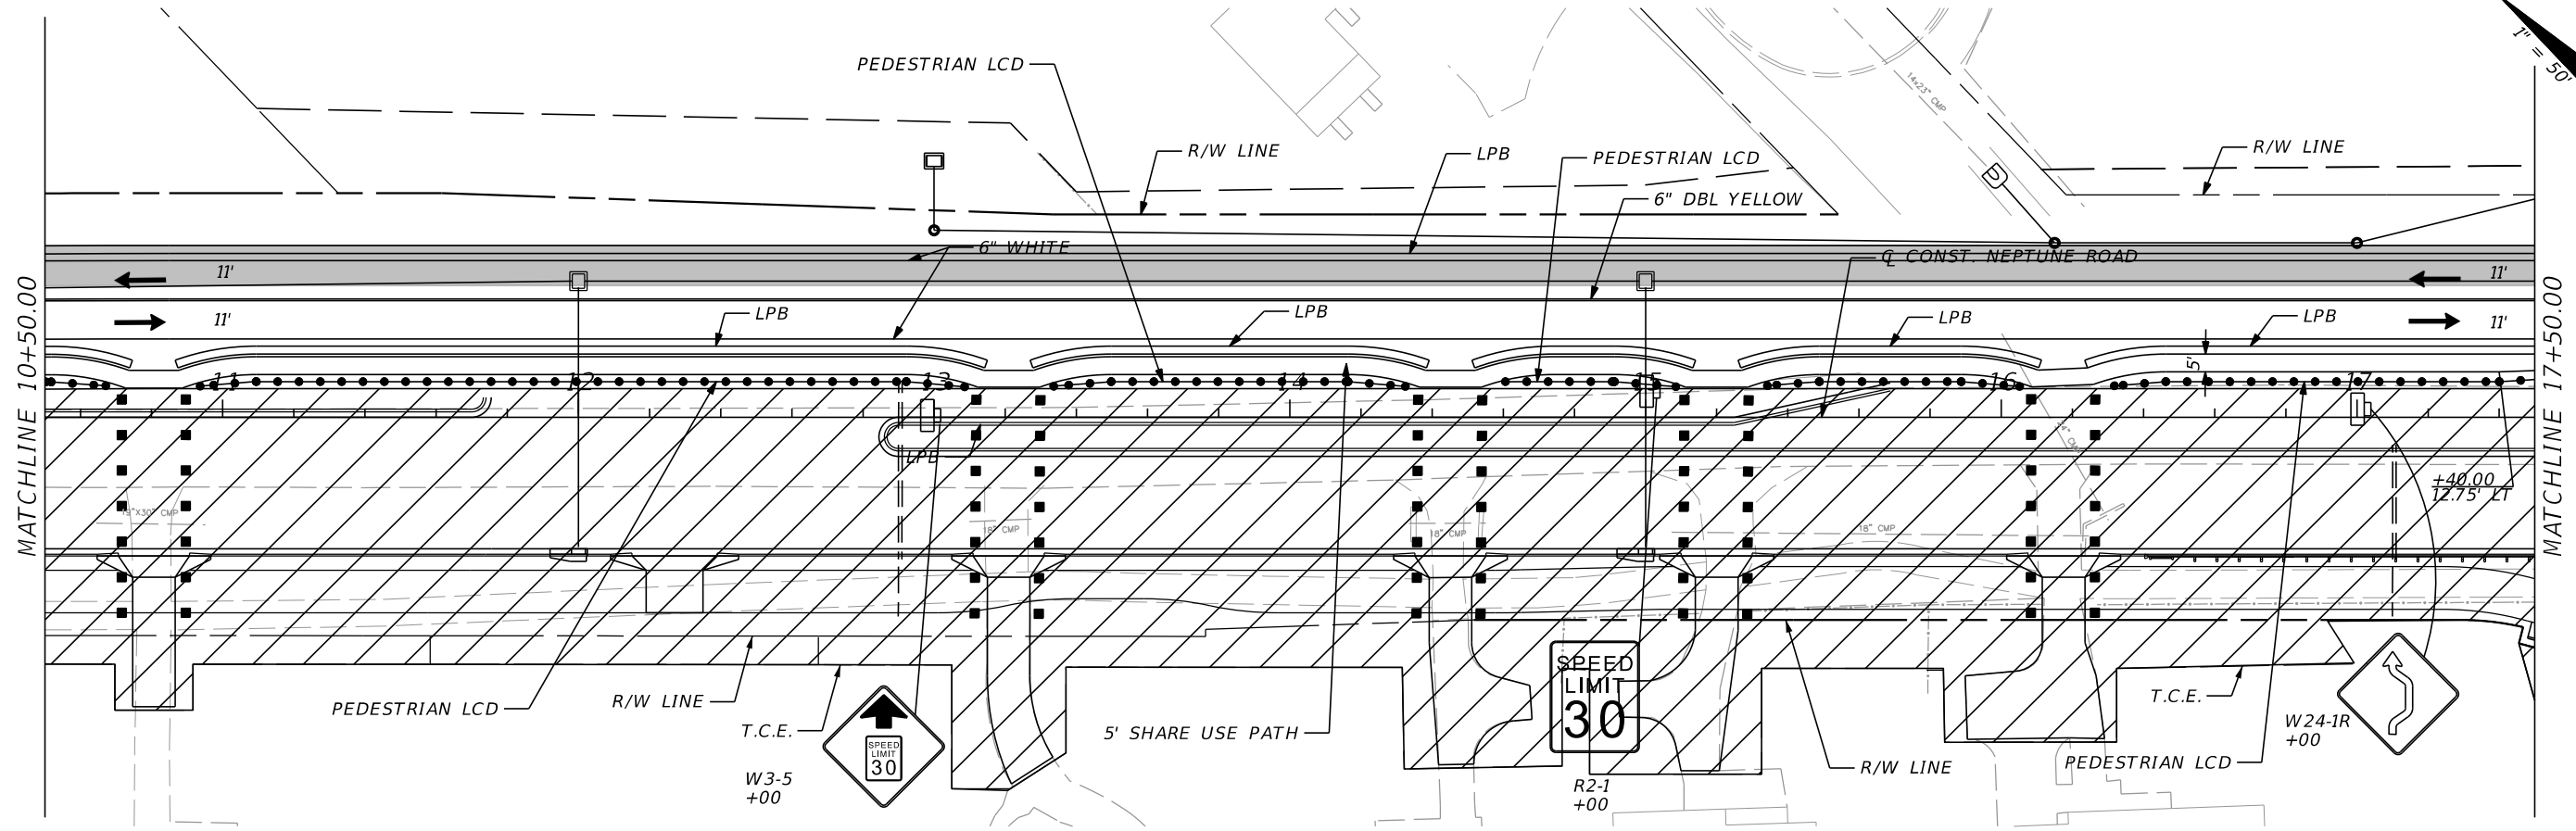 1" = 50'
PEDESTRIAN LCD
R/W LINE
LPB
PEDESTRIAN LCD
R/W LINE
14x23" CMP
6" DBL YELLOW
6" WHITE
℄ CONST. NEPTUNE ROAD
11'
11'
11'
11'
LPB
LPB
LPB
LPB
MATCHLINE 10+50.00
MATCHLINE 17+50.00
5'
11
12
13
14
15
16
17
LPB
+40.00
12.75' LT
18" CMP
18" CMP
18" CMP
SPEED
LIMIT
30
PEDESTRIAN LCD
R/W LINE
T.C.E.
SPEED
LIMIT
30
W3-5
+00
5' SHARE USE PATH
R2-1
+00
R/W LINE
T.C.E.
W24-1R
+00
PEDESTRIAN LCD